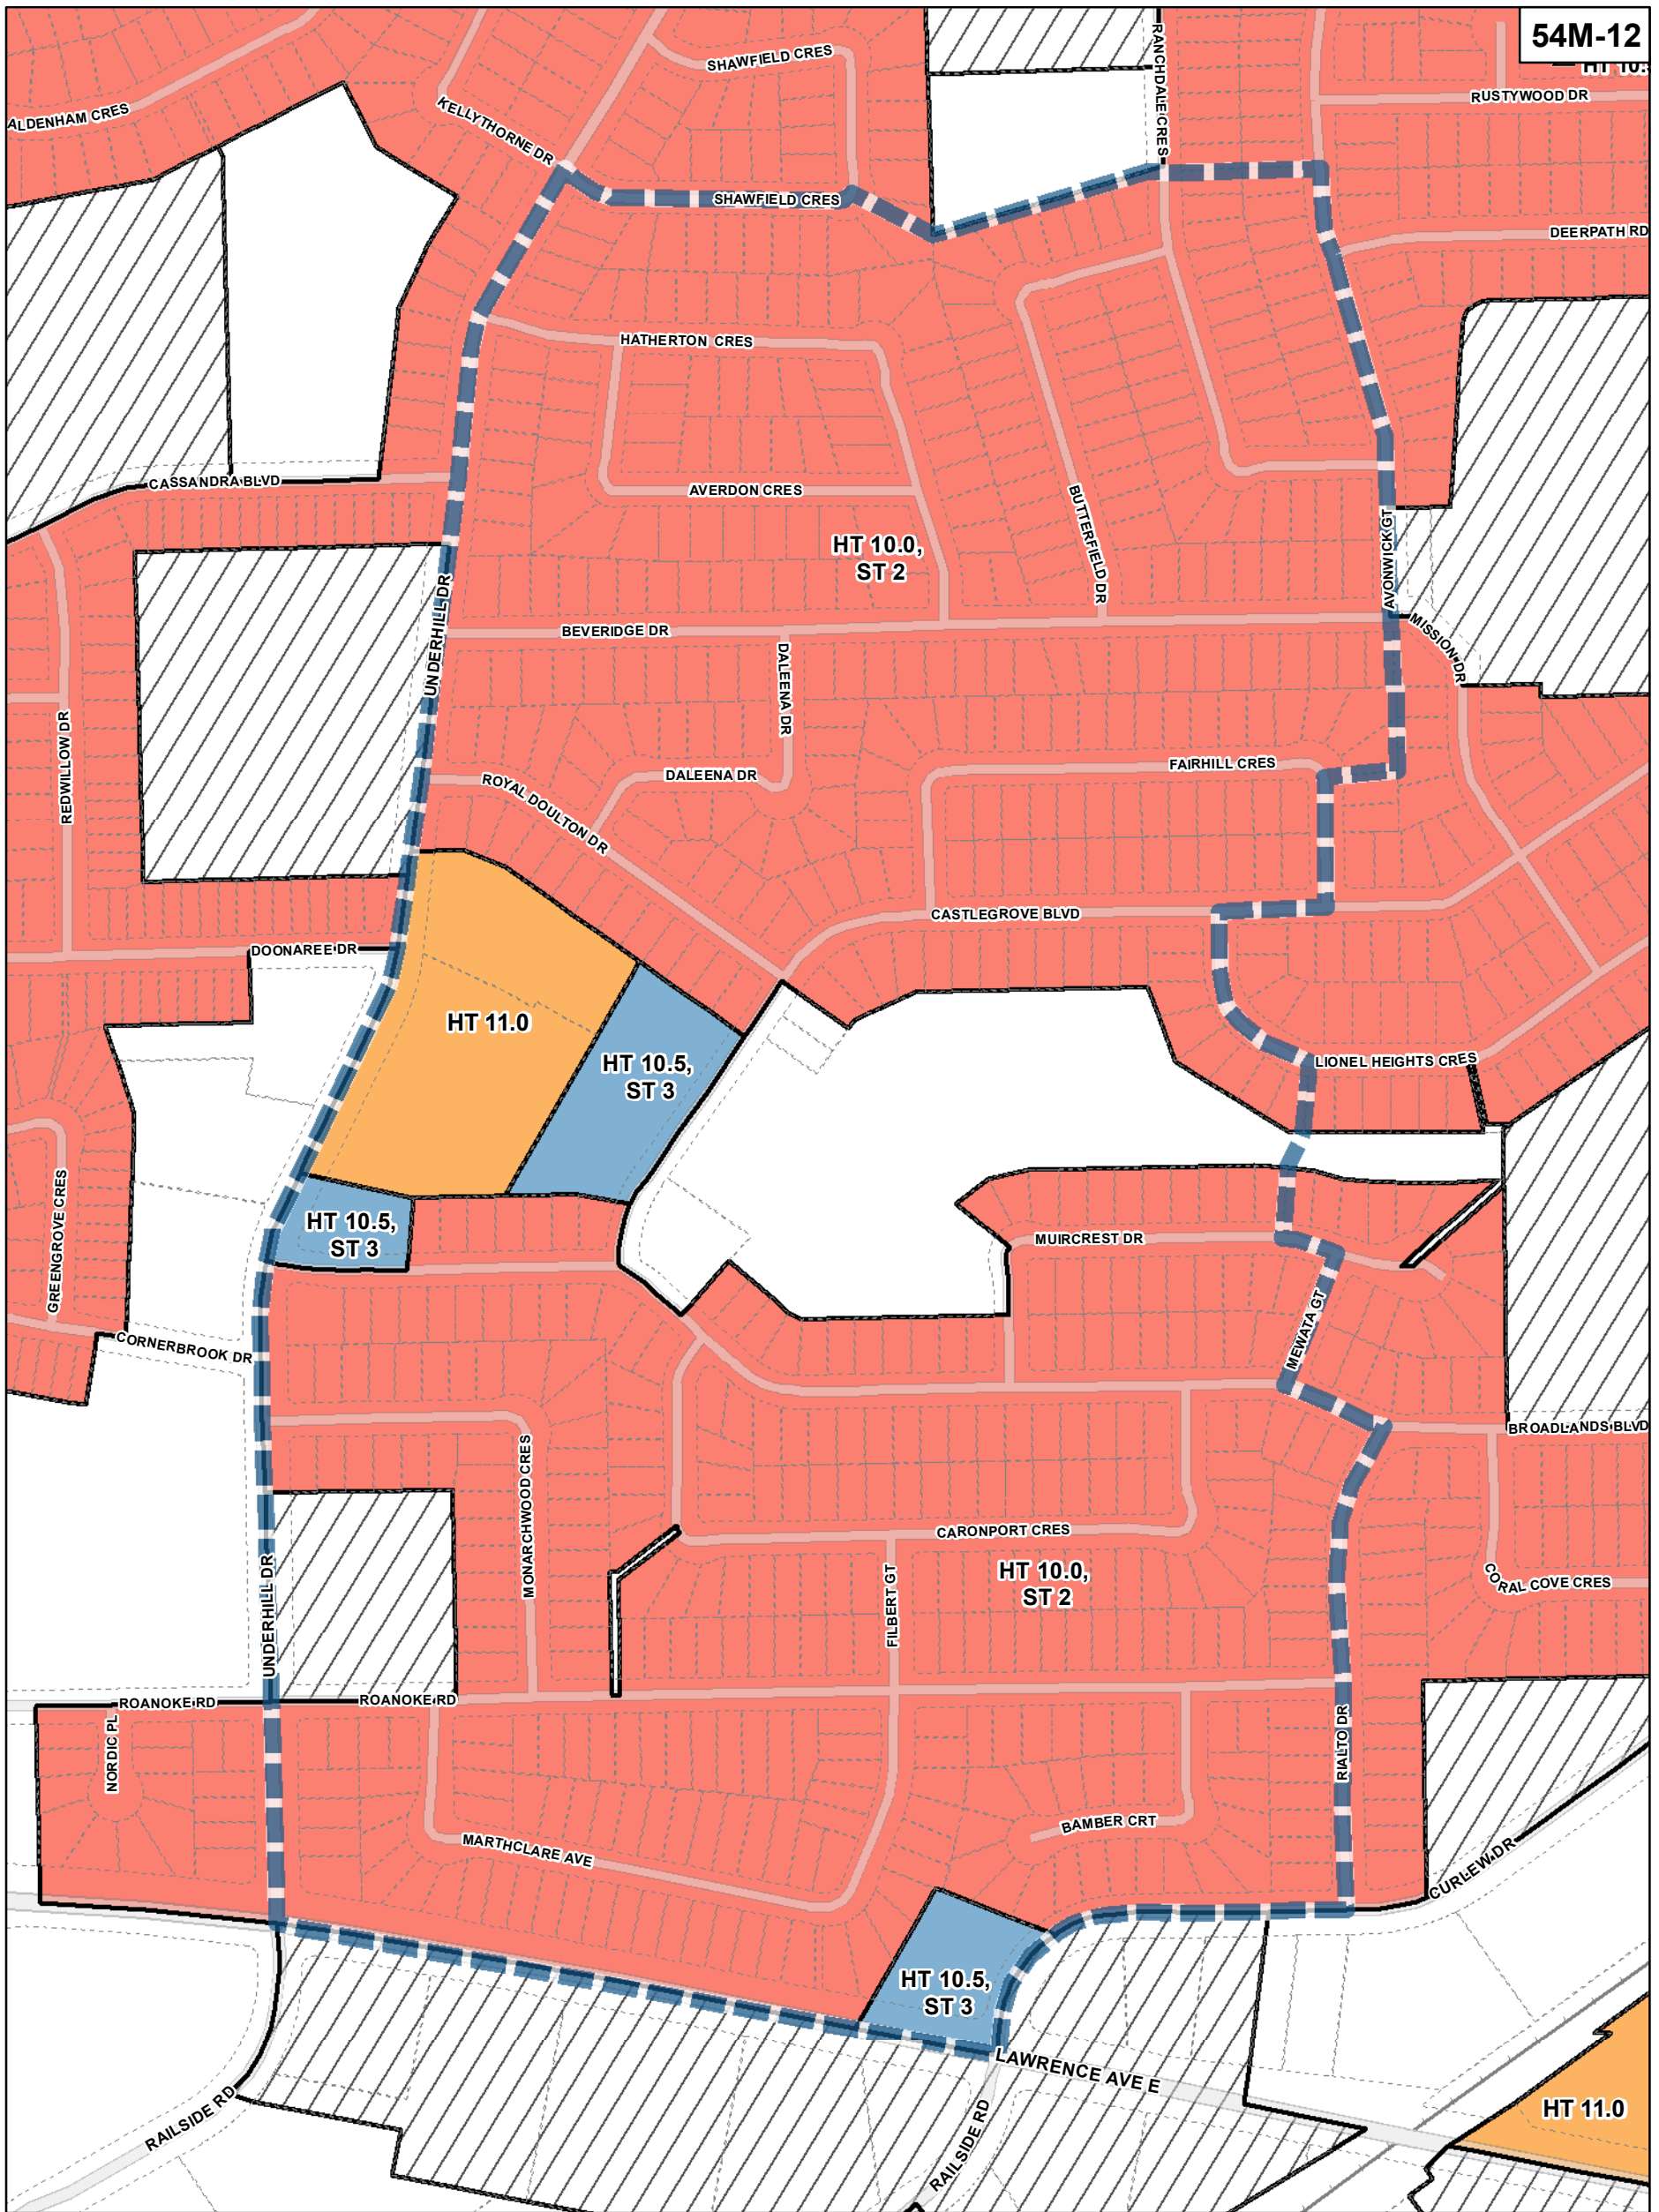 54M-12
HT 10.5
SHAWFIELD CRES
RANCHDALE CRES
RUSTYWOOD DR
ALDENHAM CRES
KELLYTHORNE DR
SHAWFIELD CRES
DEERPATH RD
HATHERTON CRES
CASSANDRA BLVD
AVERDON CRES
BUTTERFIELD DR
AVONWICK GT
HT 10.0,
ST 2
UNDERHILL DR
BEVERIDGE DR
MISSION DR
DALEENA DR
REDWILLOW DR
ROYAL DOULTON DR
DALEENA DR
FAIRHILL CRES
CASTLEGROVE BLVD
DOONAREE DR
HT 11.0
HT 10.5,
ST 3
LIONEL HEIGHTS CRES
GREENGROVE CRES
HT 10.5,
ST 3
MUIRCREST DR
CORNERBROOK DR
MEWATA GT
BROADLANDS BLVD
MONARCHWOOD CRES
CARONPORT CRES
HT 10.0,
ST 2
CORAL COVE CRES
FILBERT GT
UNDERHILL DR
ROANOKE RD
ROANOKE RD
NORDIC PL
RIALTO DR
BAMBER CRT
MARTHCLARE AVE
CURLEW DR
HT 10.5,
ST 3
LAWRENCE AVE E
RAILSIDE RD
RAILSIDE RD
HT 11.0